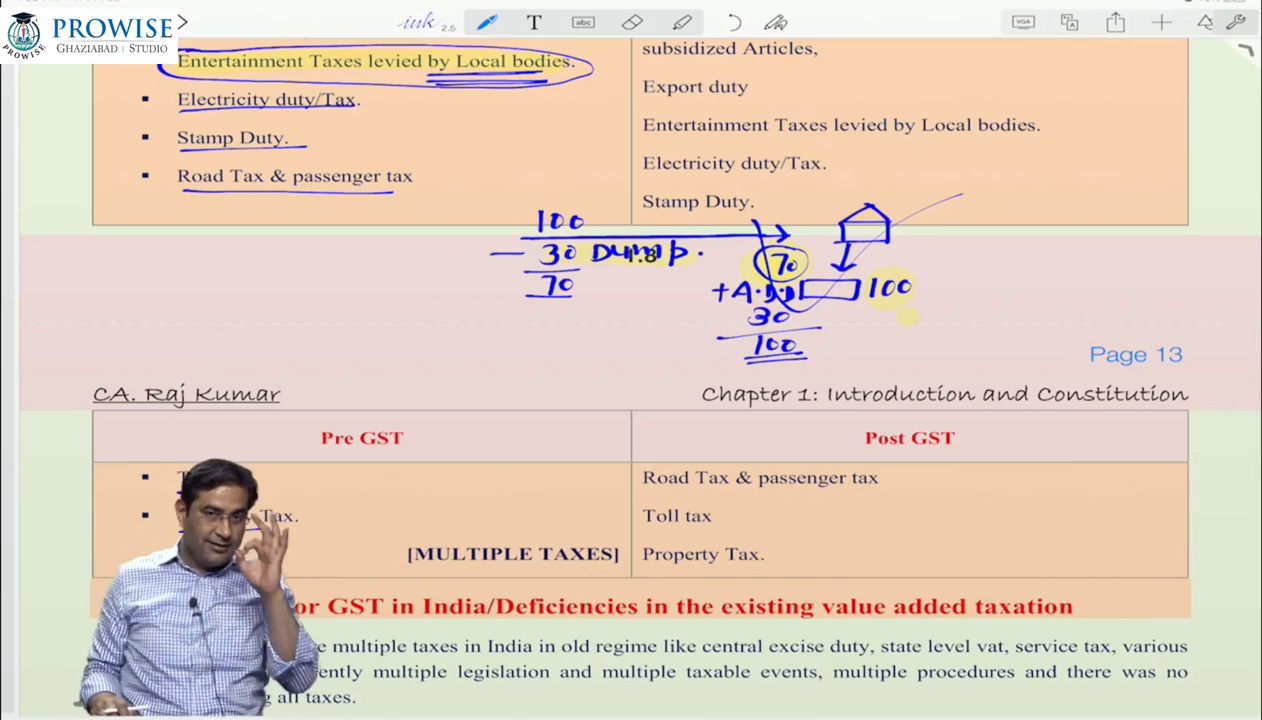 PROWISE
GHAZIABAD | STUDIO
PROWISE
ink 2.5
T
abc
VGA
Entertainment Taxes levied by Local bodies.
Electricity duty/Tax.
Stamp Duty.
Road Tax & passenger tax
subsidized Articles,
Export duty
Entertainment Taxes levied by Local bodies.
Electricity duty/Tax.
Stamp Duty.
100
- 30 Dump.
70
1.8
70
+A.D.D
100
30
100
Page 13
CA. Raj Kumar
Chapter 1: Introduction and Constitution
Pre GST
Post GST
Tax.
[MULTIPLE TAXES]
Road Tax & passenger tax
Toll tax
Property Tax.
or GST in India/Deficiencies in the existing value added taxation
e multiple taxes in India in old regime like central excise duty, state level vat, service tax, various
ently multiple legislation and multiple taxable events, multiple procedures and there was no
g all taxes.